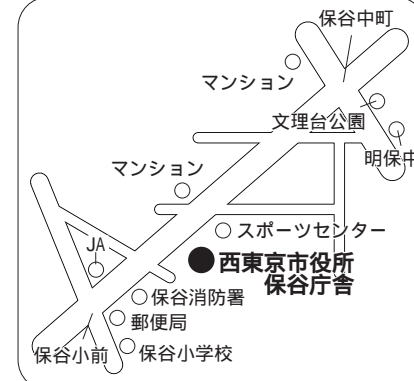 保谷中町
マンション
文理台公園
明保中
マンション
スポーツセンター
JA
西東京市役所
保谷庁舎
保谷消防署
郵便局
保谷小前
保谷小学校